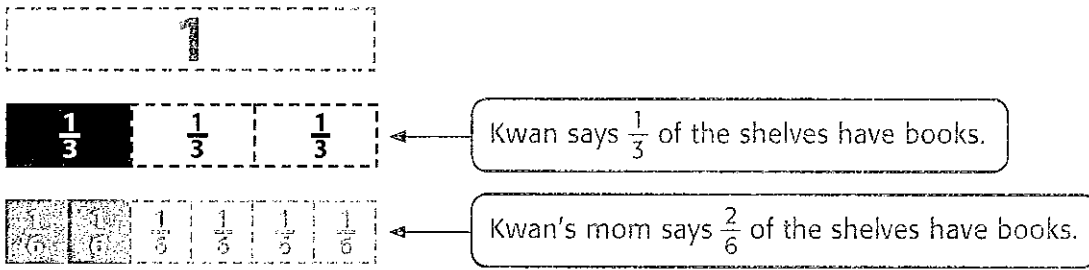 1
1/3 1/3 1/3
Kwan says 1/3 of the shelves have books.
1/6 1/6 1/6 1/6 1/6 1/6
Kwan's mom says 2/6 of the shelves have books.